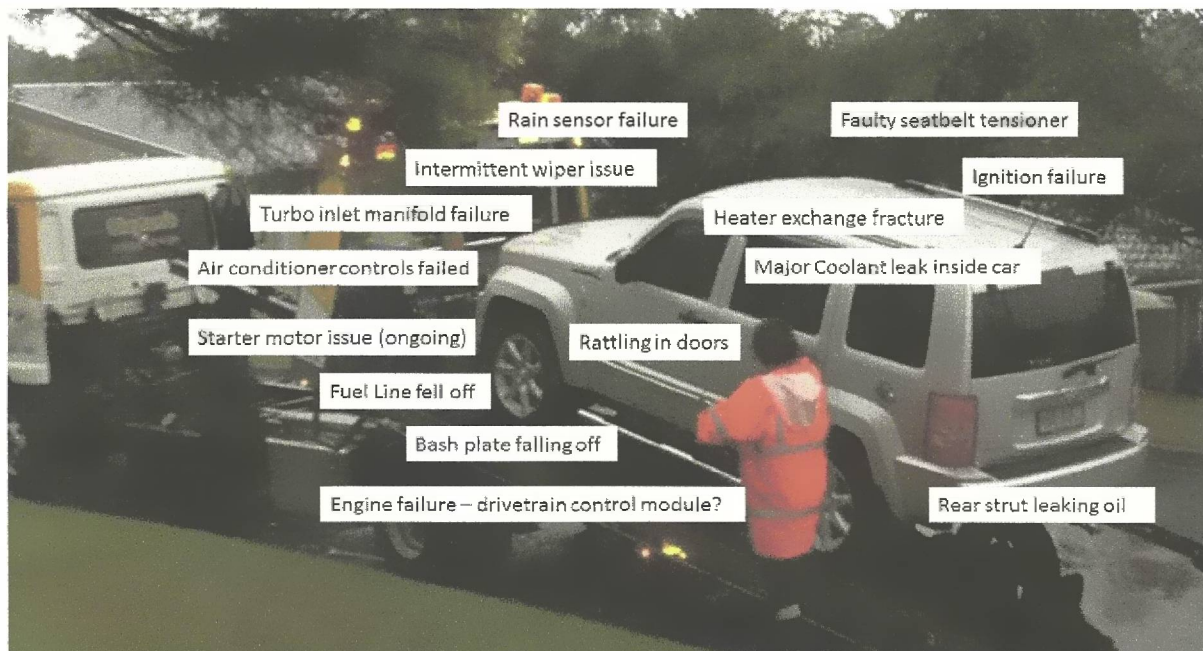 Rain sensor failure
Faulty seatbelt tensioner
Intermittent wiper issue
Ignition failure
Turbo inlet manifold failure
Heater exchange fracture
Air conditioner controls failed
Major Coolant leak inside car
Starter motor issue (ongoing)
Rattling in doors
Fuel Line fell off
Bash plate falling off
Engine failure – drivetrain control module?
Rear strut leaking oil